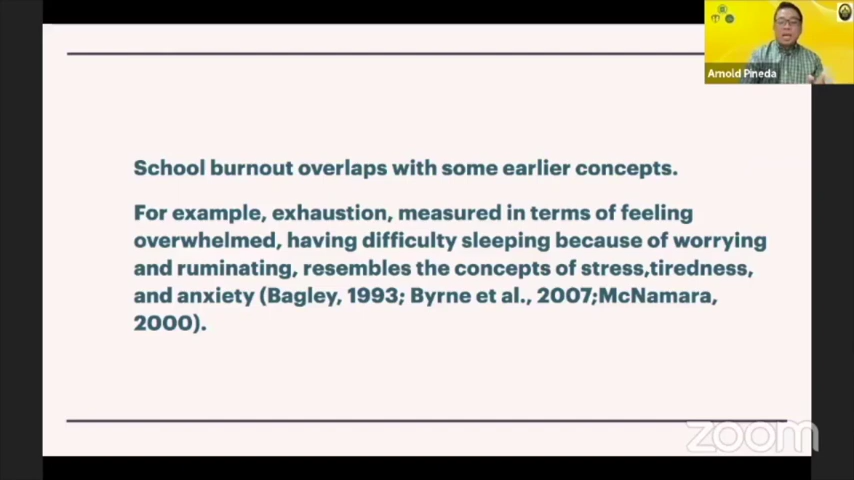 Arnold Pineda
School burnout overlaps with some earlier concepts.
For example, exhaustion, measured in terms of feeling
overwhelmed, having difficulty sleeping because of worrying
and ruminating, resembles the concepts of stress,tiredness,
and anxiety (Bagley, 1993; Byrne et al., 2007;McNamara,
2000).
zoom